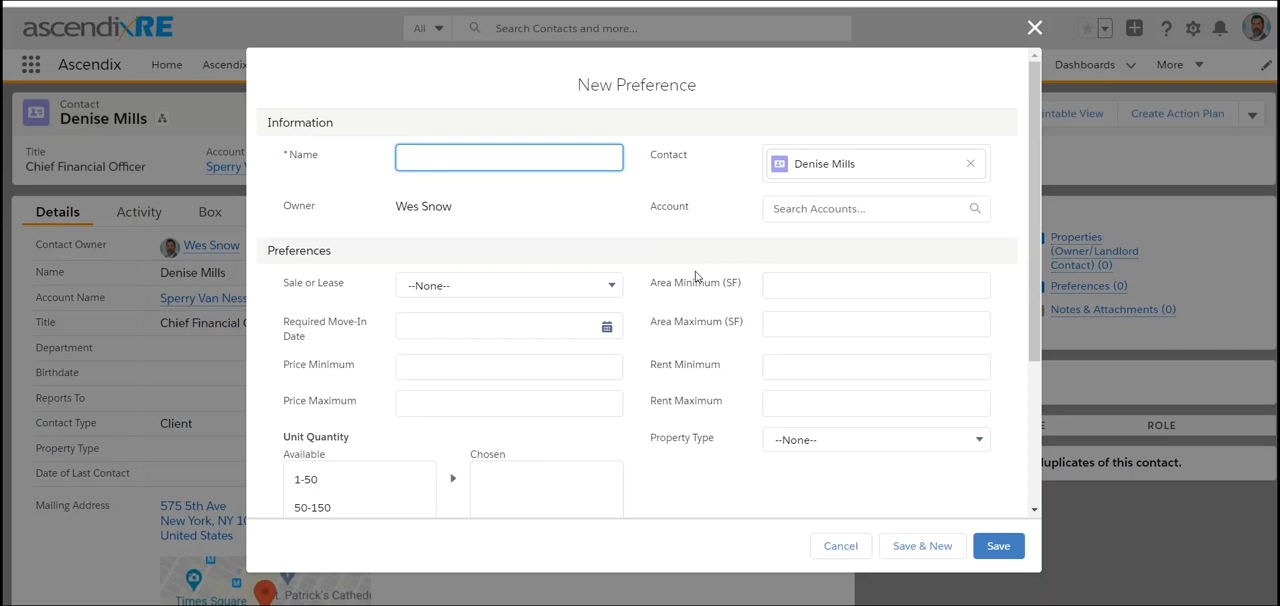 ascendixRE
All
Search Contacts and more...
Ascendix
Home
Ascendi
Dashboards
More
Contact
Denise Mills
Title
Chief Financial Officer
Account
Sperry
ntable View
Create Action Plan
Details
Activity
Box
Contact Owner
Wes Snow
Name
Denise Mills
Account Name
Sperry Van Ness
Title
Chief Financial O
Department
Birthdate
Reports To
Contact Type
Client
Property Type
Date of Last Contact
Mailing Address
575 5th Ave
New York, NY 10
United States
Times Square
t. Patrick's Cathedr
New Preference
Information
*Name
Contact
Denise Mills
Owner
Wes Snow
Account
Search Accounts...
Preferences
Sale or Lease
--None--
Area Minimum (SF)
Required Move-In
Date
Area Maximum (SF)
Price Minimum
Rent Minimum
Price Maximum
Rent Maximum
Unit Quantity
Property Type
--None--
Available
Chosen
1-50
50-150
Cancel
Save & New
Save
Properties
(Owner/Landlord
Contact) (0)
Preferences (0)
Notes & Attachments (0)
E
ROLE
uplicates of this contact.